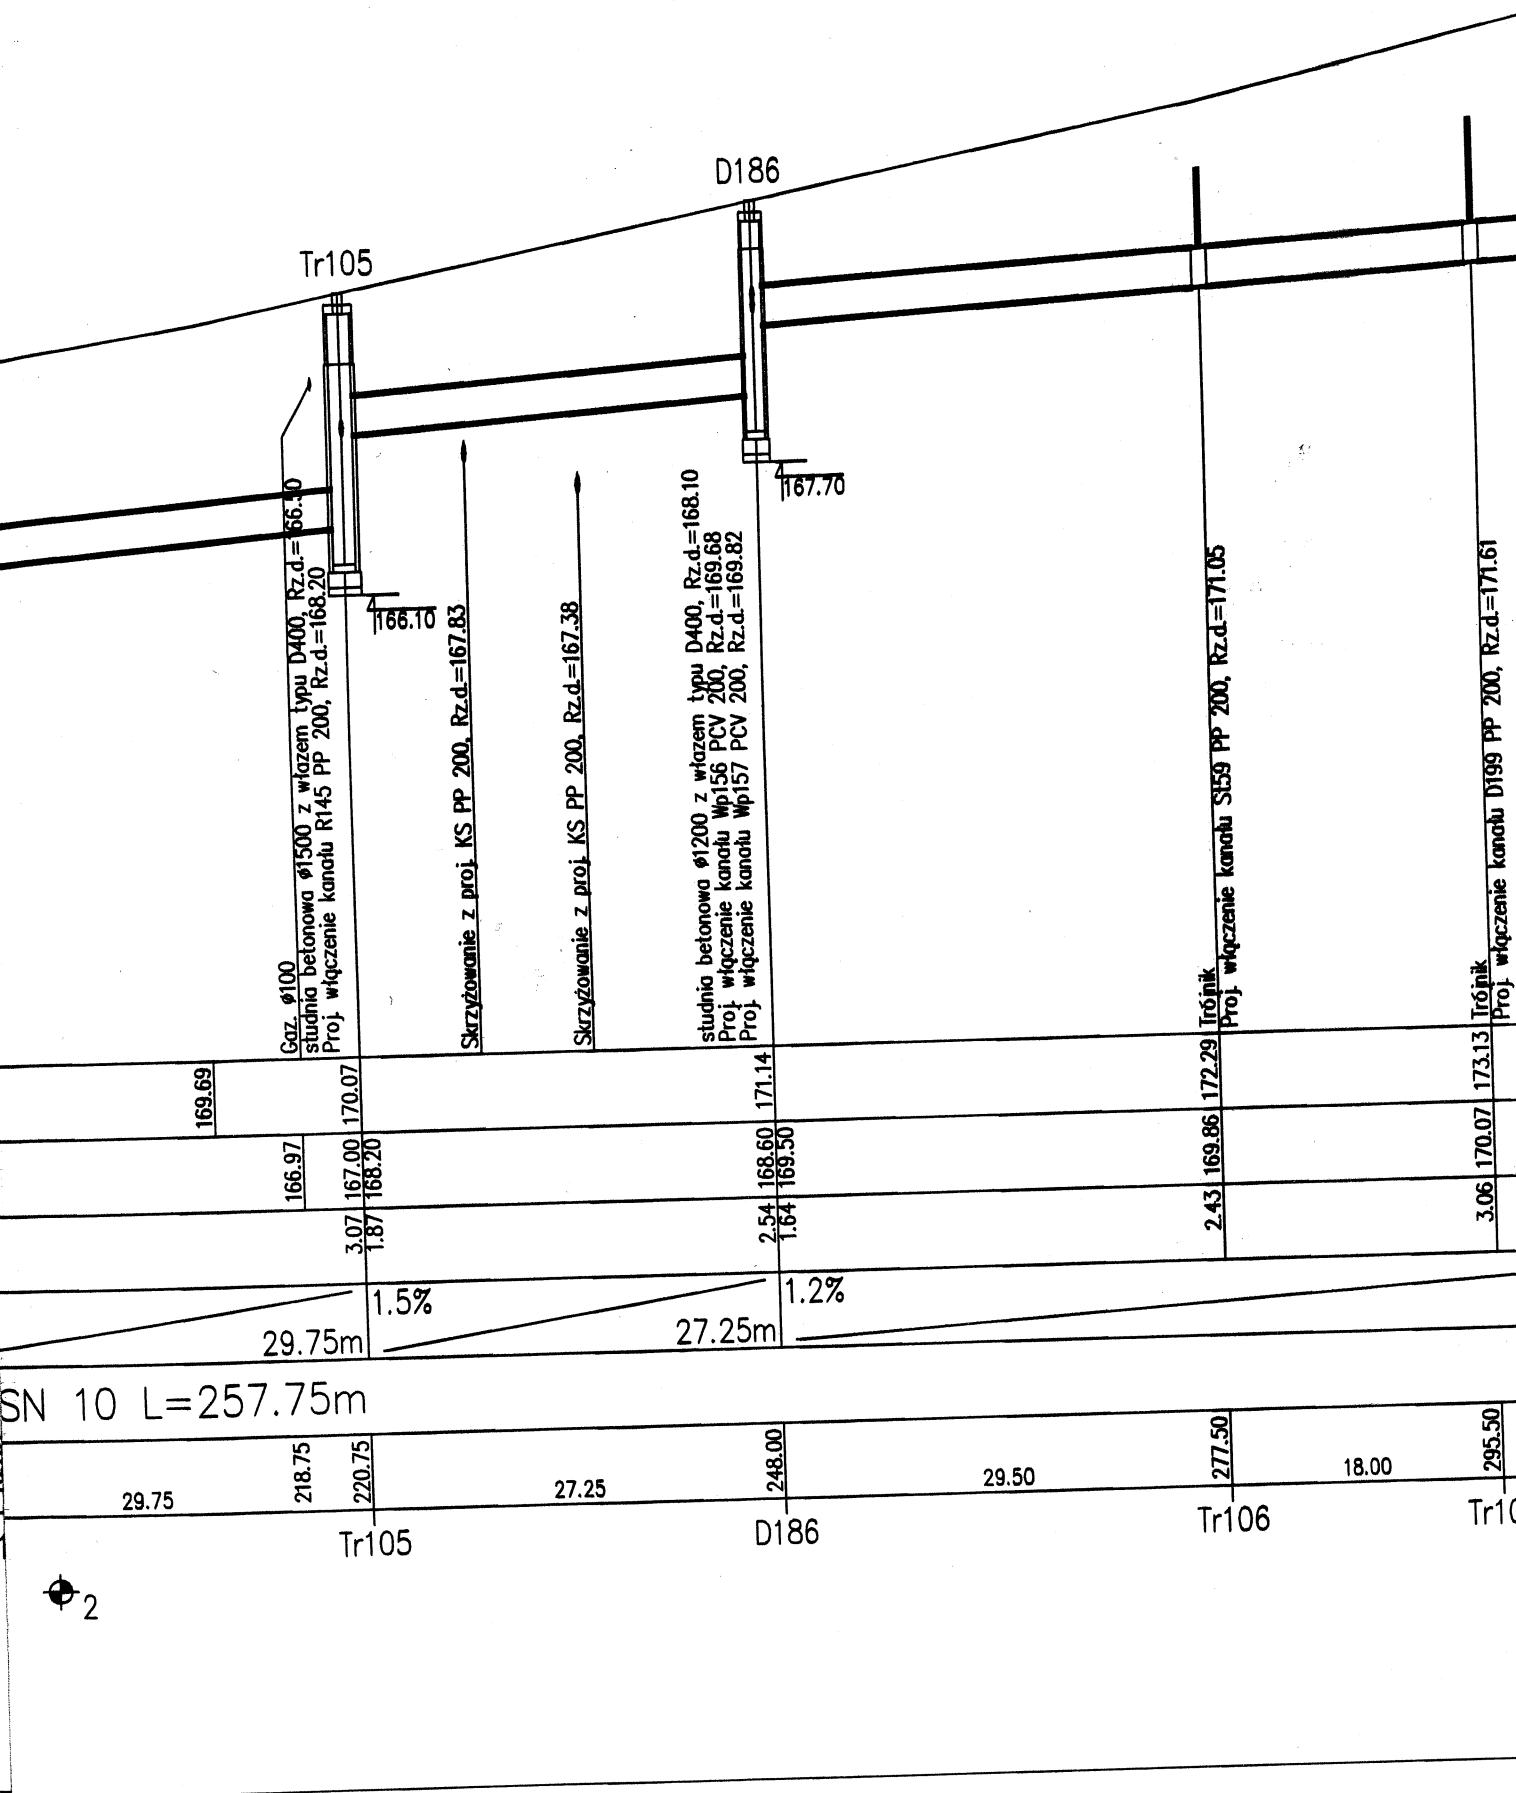 D186
Tr105
167.70
166.10
Gaz. ø100
studnia betonowa ø1500 z włazem typu D400, Rz.d.=166.50
Proj. włączenie kanału R145 PP 200, Rz.d.=168.20
Skrzyżowanie z proj. KS PP 200, Rz.d.=167.83
Skrzyżowanie z proj. KS PP 200, Rz.d.=167.38
studnia betonowa ø1200 z włazem typu D400, Rz.d.=168.10
Proj. włączenie kanału Wp156 PCV 200, Rz.d.=169.68
Proj. włączenie kanału Wp157 PCV 200, Rz.d.=169.82
Trójnik
Proj. włączenie kanału St59 PP 200, Rz.d.=171.05
Trójnik
Proj. włączenie kanału D199 PP 200, Rz.d.=171.61
169.69
170.07
171.14
172.29
173.13
166.97
167.00
168.20
168.60
169.50
169.86
170.07
3.07
1.87
2.54
1.64
2.43
3.06
1.5%
1.2%
29.75m
27.25m
SN 10 L=257.75m
218.75
220.75
248.00
277.50
295.50
29.75
27.25
29.50
18.00
Tr105
D186
Tr106
Tr10
2